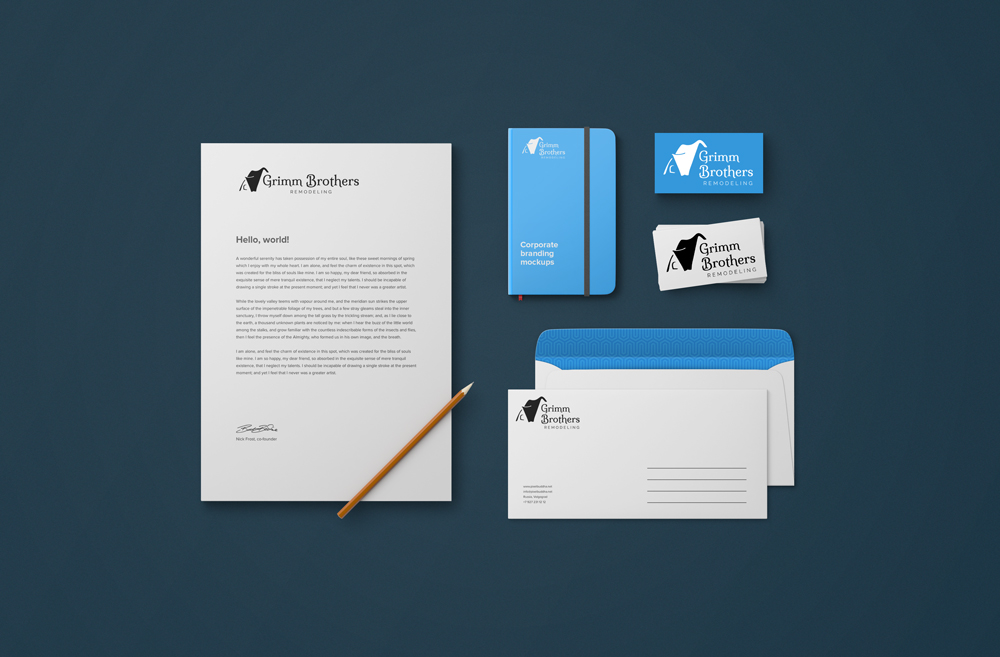 Grimm Brothers
REMODELING
Hello, world!
A wonderful serenity has taken possession of my entire soul, like these sweet mornings of spring
which I enjoy with my whole heart. I am alone, and feel the charm of existence in this spot, which
was created for the bliss of souls like mine. I am so happy, my dear friend, so absorbed in the
exquisite sense of mere tranquil existence, that I neglect my talents. I should be incapable of
drawing a single stroke at the present moment; and yet I feel that I never was a greater artist.
While the lovely valley teems with vapour around me, and the meridian sun strikes the upper
surface of the impenetrable foliage of my trees, and but a few stray gleams steal into the inner
sanctuary, I throw myself down among the tall grass by the trickling stream; and, as I lie close to
the earth, a thousand unknown plants are noticed by me: when I hear the buzz of the little world
among the stalks, and grow familiar with the countless indescribable forms of the insects and flies,
then I feel the presence of the Almighty, who formed us in his own image, and the breath.
I am alone, and feel the charm of existence in this spot, which was created for the bliss of souls
like mine. I am so happy, my dear friend, so absorbed in the exquisite sense of mere tranquil
existence, that I neglect my talents. I should be incapable of drawing a single stroke at the present
moment; and yet I feel that I never was a greater artist.
Nick Frost, co-founder
Grimm
Brothers
REMODELING
Corporate
branding
mockups
Grimm
Brothers
REMODELING
Grimm
Brothers
REMODELING
Grimm
Brothers
REMODELING